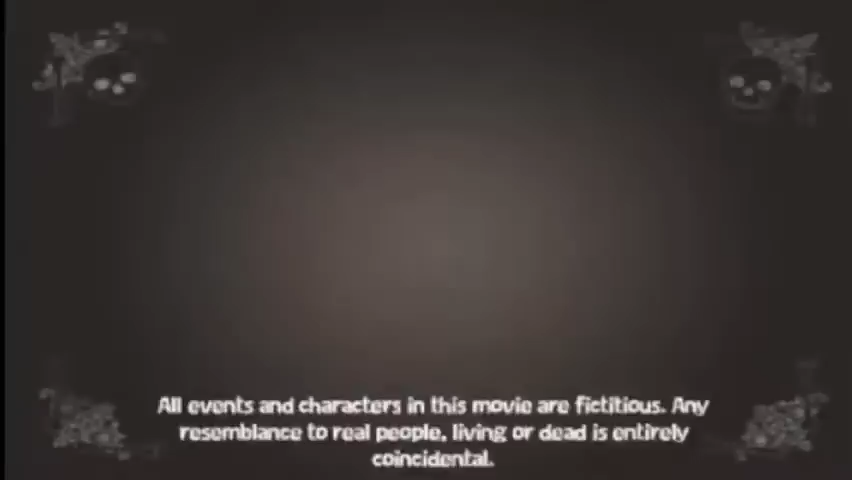 All events and characters in this movie are fictitious. Any
resemblance to real people, living or dead is entirely
coincidental.